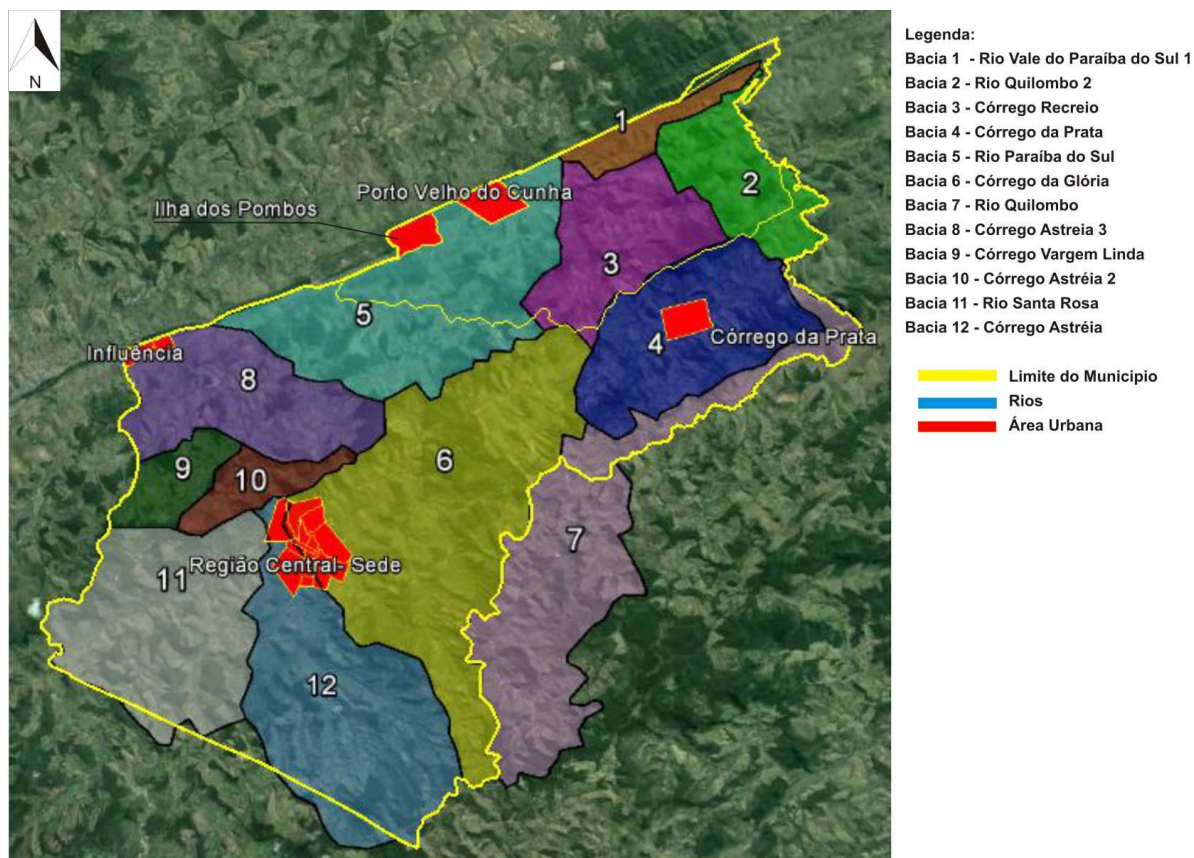 N
1
2
Porto Velho do Cunha
Ilha dos Pombos
3
5
4
Córrego da Prata
Influência
8
9
10
6
7
11
Região Central- Sede
12
Legenda:
Bacia 1 - Rio Vale do Paraíba do Sul 1
Bacia 2 - Rio Quilombo 2
Bacia 3 - Córrego Recreio
Bacia 4 - Córrego da Prata
Bacia 5 - Rio Paraíba do Sul
Bacia 6 - Córrego da Glória
Bacia 7 - Rio Quilombo
Bacia 8 - Córrego Astreia 3
Bacia 9 - Córrego Vargem Linda
Bacia 10 - Córrego Astréia 2
Bacia 11 - Rio Santa Rosa
Bacia 12 - Córrego Astréia
Limite do Municipio
Rios
Área Urbana